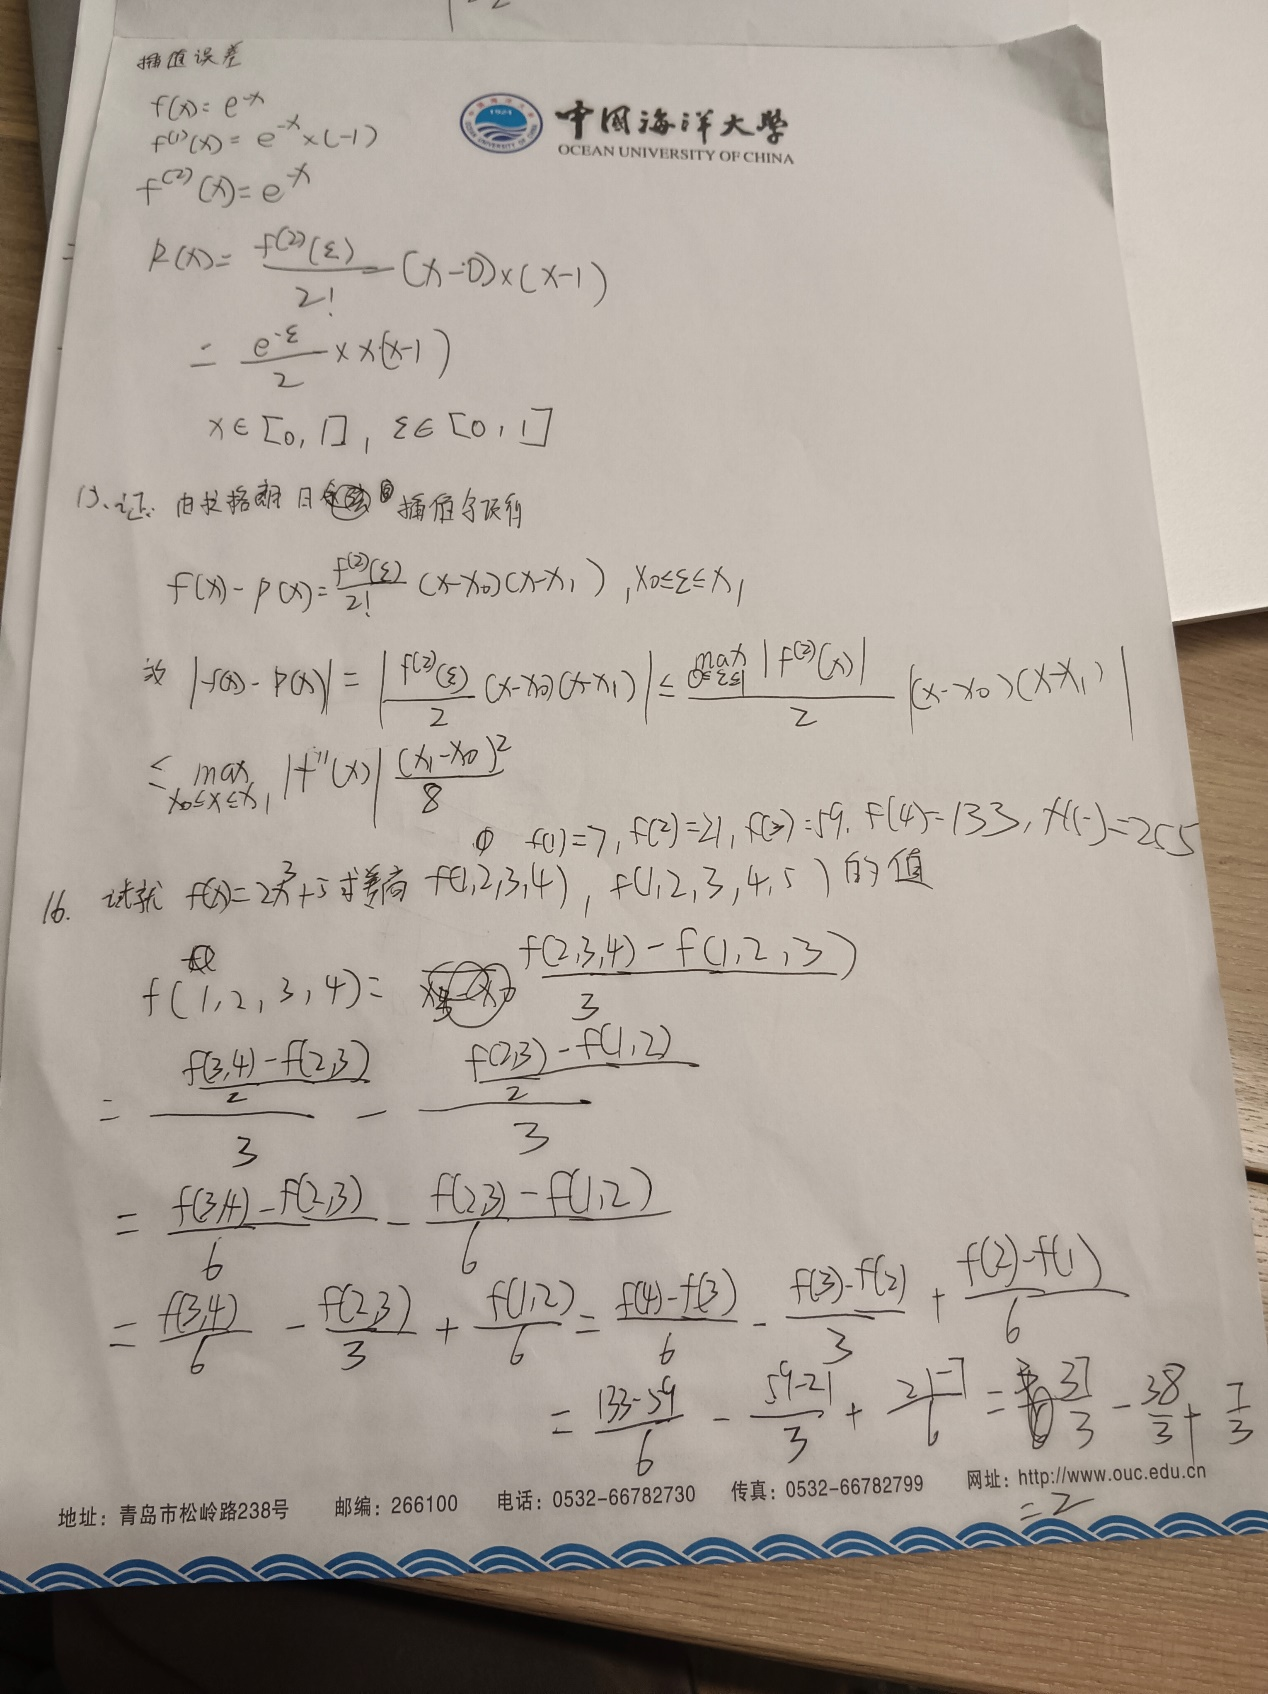 插值误差
f(x)= e^-x
f^(1)(x) = e^-x ×(-1)
f^(2)(x)= e^-x
中国海洋大学
OCEAN UNIVERSITY OF CHINA
R(x)= f^(2)(ε)/2! (x-0)×(x-1)
= e^-ε/2 × x(x-1)
x∈[0,1], ε∈[0,1]
证: 由拉格朗日插值余项有
f(x)-p(x)= f^(2)(ε)/2! (x-x0)(x-x1), x0≤ε≤x1
故 |f(x)-p(x)| = |f^(2)(ε)/2 (x-x0)(x-x1)| ≤ max 0≤ε≤1 |f^(2)(x)|/2 |(x-x0)(x-x1)|
≤ max x0≤x≤x1 |f''(x)| (x1-x0)^2/8
f(1)=7, f(2)=21, f(3)=59, f(4)=133, =255
16. 试就 f(x)=2x^3+5求差商 f(1,2,3,4), f(1,2,3,4,5)的值
f(1,2,3,4)= f(2,3,4)-f(1,2,3)/3
= f(3,4)-f(2,3)/2/3 - f(2,3)-f(1,2)/2/3
= f(3,4)-f(2,3)/6 - f(2,3)-f(1,2)/6
= f(3,4)/6 - f(2,3)/3 + f(1,2)/6 = f(4)-f(3)/6 - f(3)-f(2)/3 + f(2)-f(1)/6
= 133-59/6 - 59-21/3 + 21-7/6 = 37/3 - 38/3 + 7/3
= 2
地址：青岛市松岭路238号 邮编：266100 电话：0532-66782730 传真：0532-66782799 网址：http://www.ouc.edu.cn